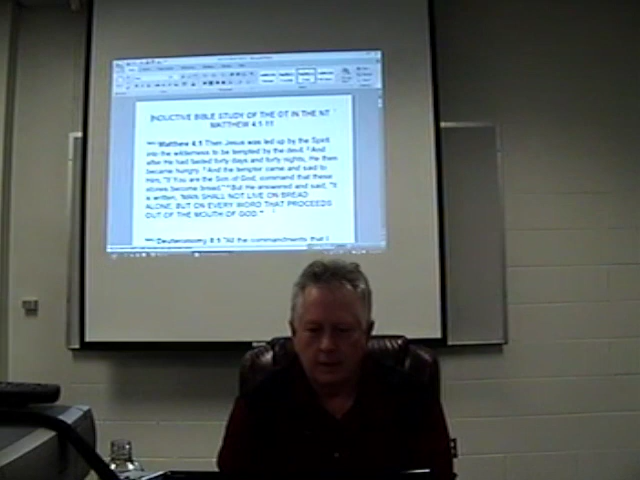 INDUCTIVE BIBLE STUDY OF THE OT IN THE NT
MATTHEW 4:1-11
Matthew 4:1 Then Jesus was led up by the Spirit
into the wilderness to be tempted by the devil. 2 And
after He had fasted forty days and forty nights, He then
became hungry. 3 And the tempter came and said to
Him, "If You are the Son of God, command that these
stones become bread." 4 But He answered and said, "It
is written, 'MAN SHALL NOT LIVE ON BREAD
ALONE, BUT ON EVERY WORD THAT PROCEEDS
OUT OF THE MOUTH OF GOD.'"
Deuteronomy 8:1 "All the commandments that I